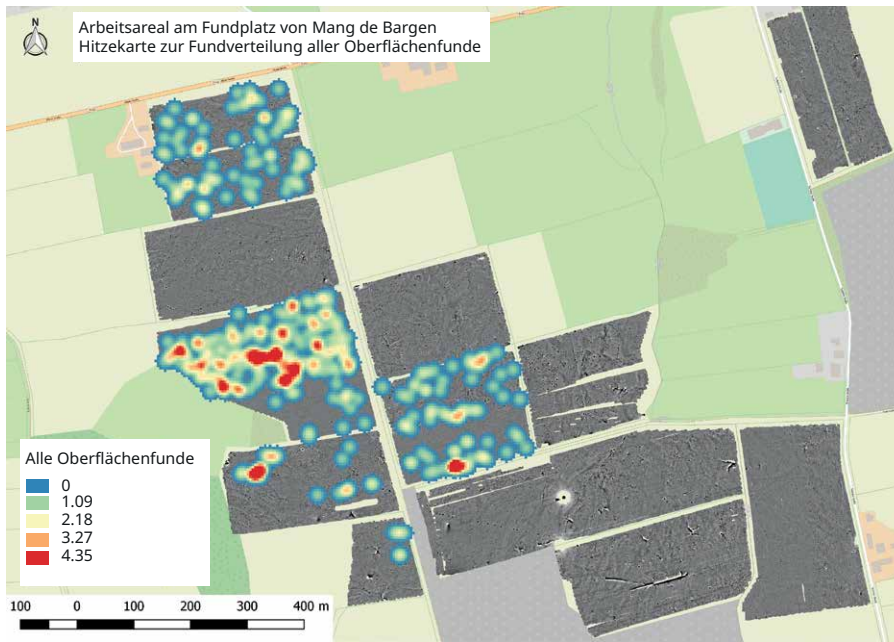 Arbeitsareal am Fundplatz von Mang de Bargen
Hitzekarte zur Fundverteilung aller Oberflächenfunde
N
Alle Oberflächenfunde
0
1.09
2.18
3.27
4.35
100 0 100 200 300 400 m